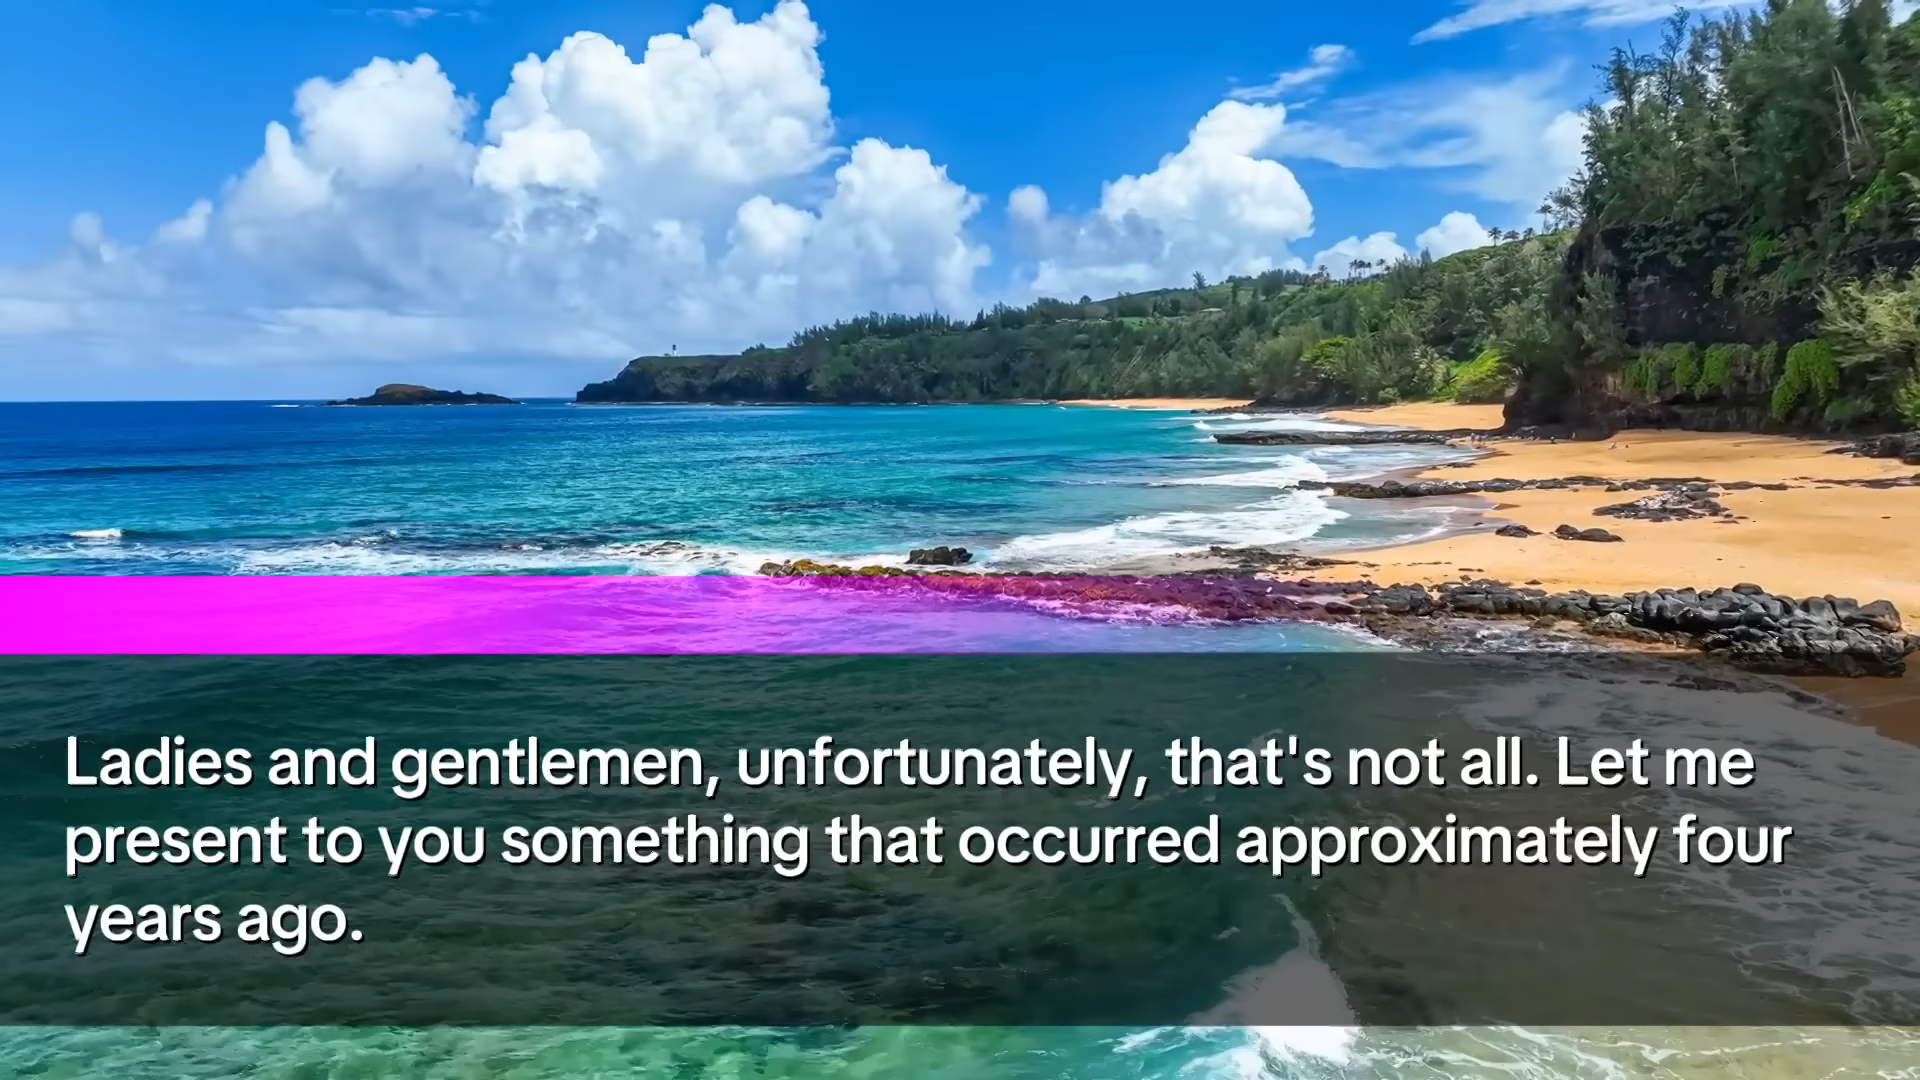 Ladies and gentlemen, unfortunately, that's not all. Let me
present to you something that occurred approximately four
years ago.